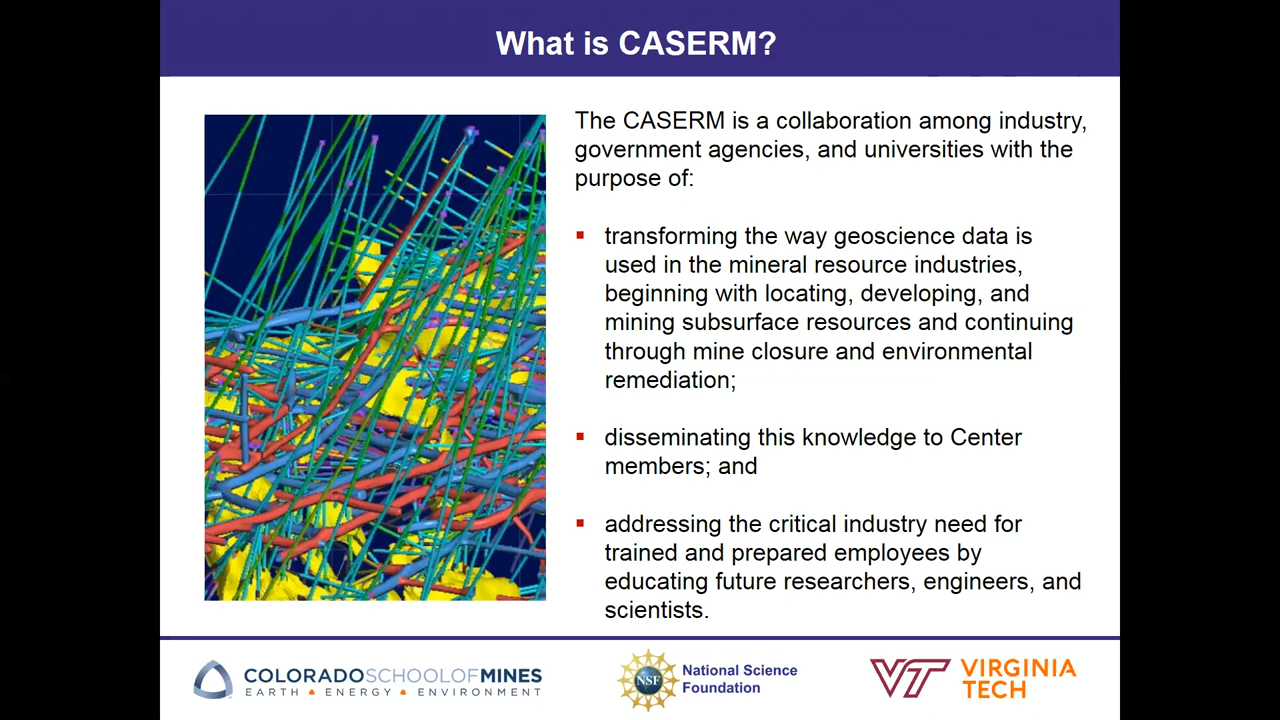 What is CASERM?
The CASERM is a collaboration among industry,
government agencies, and universities with the
purpose of:
▪ transforming the way geoscience data is
used in the mineral resource industries,
beginning with locating, developing, and
mining subsurface resources and continuing
through mine closure and environmental
remediation;
▪ disseminating this knowledge to Center
members; and
▪ addressing the critical industry need for
trained and prepared employees by
educating future researchers, engineers, and
scientists.
COLORADOSCHOOLOFMINES
EARTH • ENERGY • ENVIRONMENT
NSF
National Science
Foundation
VT
VIRGINIA
TECH